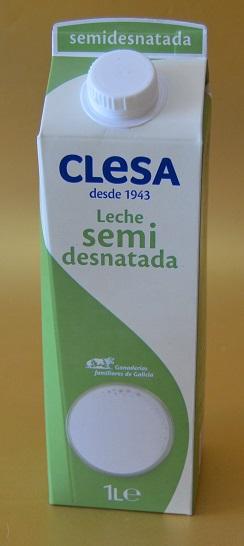 semidesnatada
CLeSA
desde 1943
Leche
semi
desnatada
Ganaderías
familiares de Galicia
1L℮